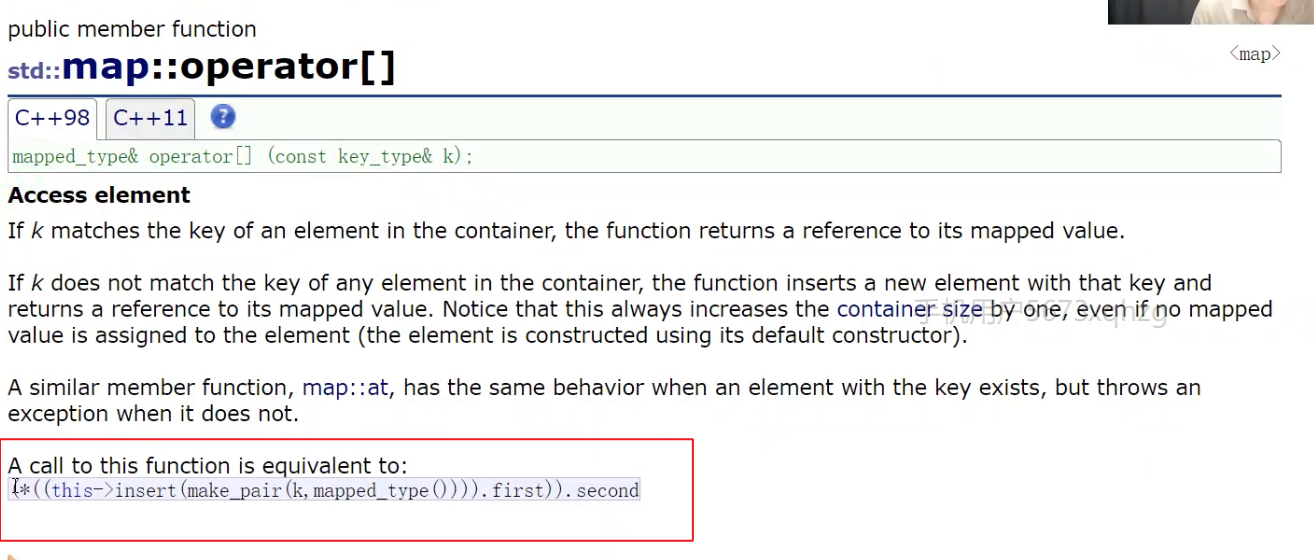 public member function
<map>
std::map::operator[]
C++98 C++11 ?
mapped_type& operator[] (const key_type& k);
Access element
If k matches the key of an element in the container, the function returns a reference to its mapped value.
If k does not match the key of any element in the container, the function inserts a new element with that key and
returns a reference to its mapped value. Notice that this always increases the container size by one, even if no mapped
value is assigned to the element (the element is constructed using its default constructor).
A similar member function, map::at, has the same behavior when an element with the key exists, but throws an
exception when it does not.
A call to this function is equivalent to:
(*((this->insert(make_pair(k,mapped_type()))).first)).second